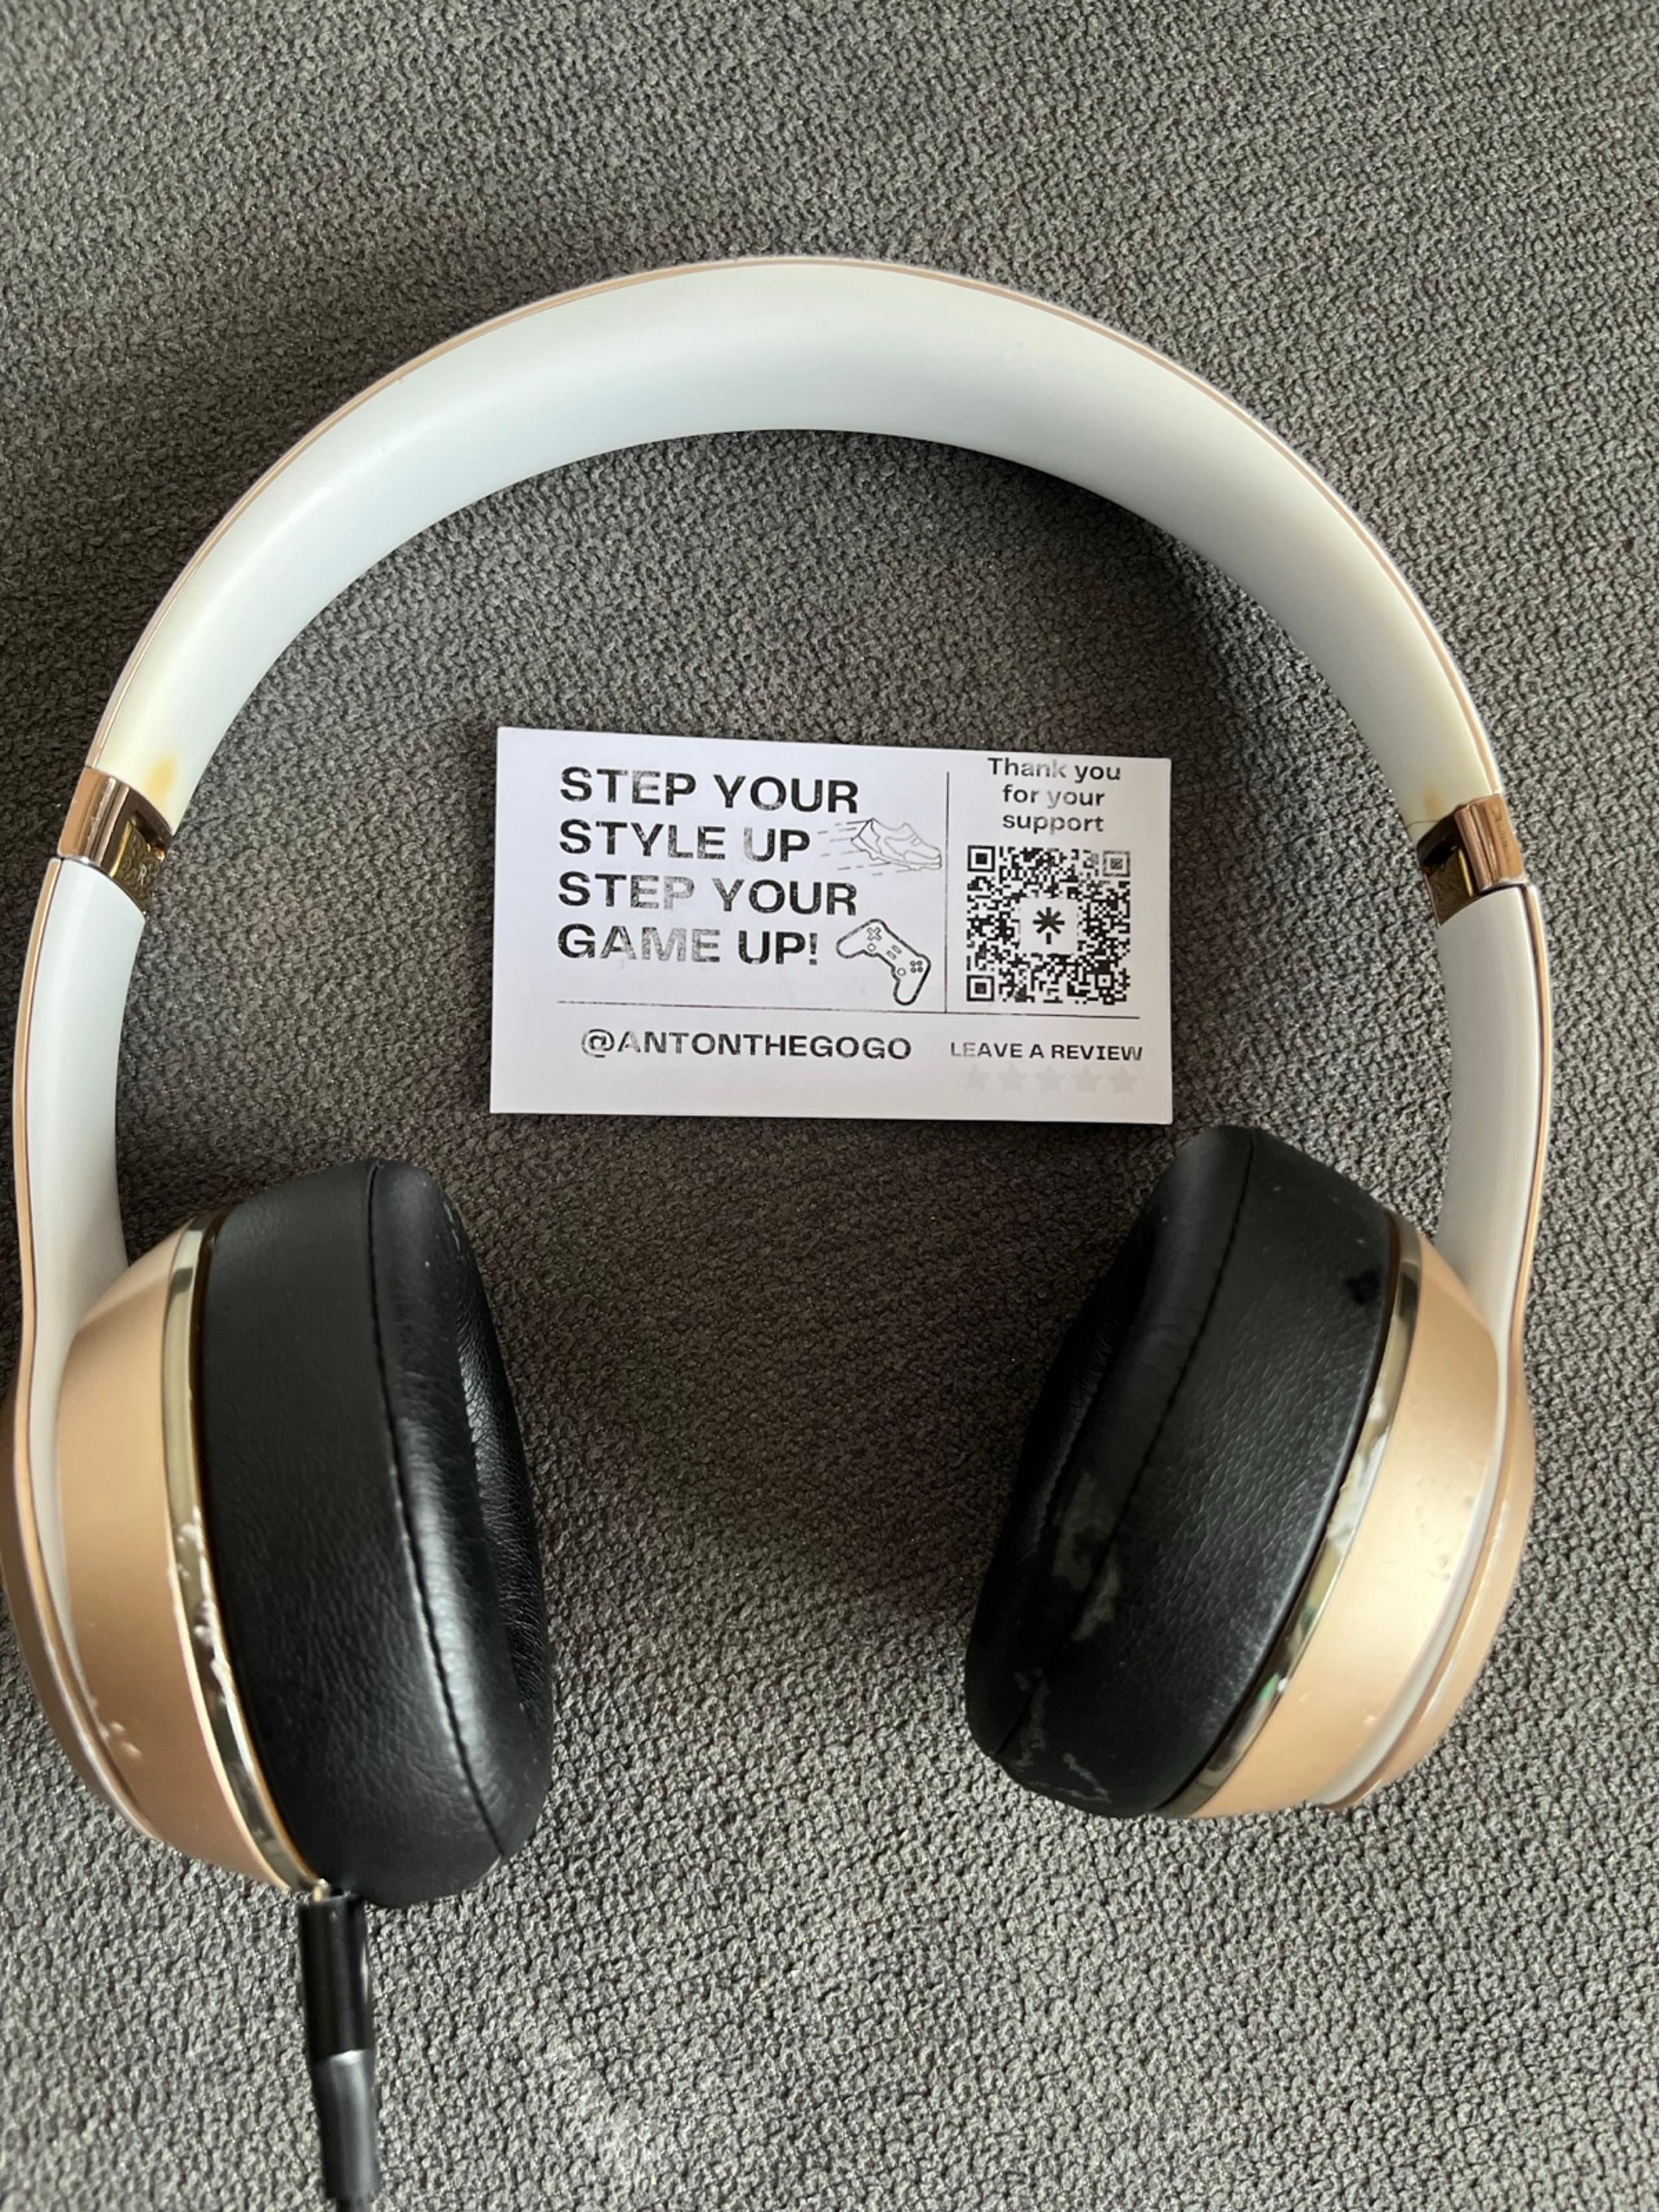 STEP YOUR
STYLE UP
STEP YOUR
GAME UP!
@ANTONTHEGOGO
Thank you
for your
support
LEAVE A REVIEW
R